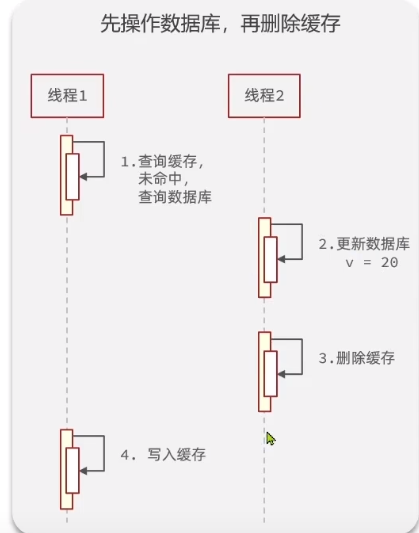 先操作数据库，再删除缓存
线程1
线程2
1.查询缓存，
未命中，
查询数据库
2.更新数据库
v = 20
3.删除缓存
4. 写入缓存